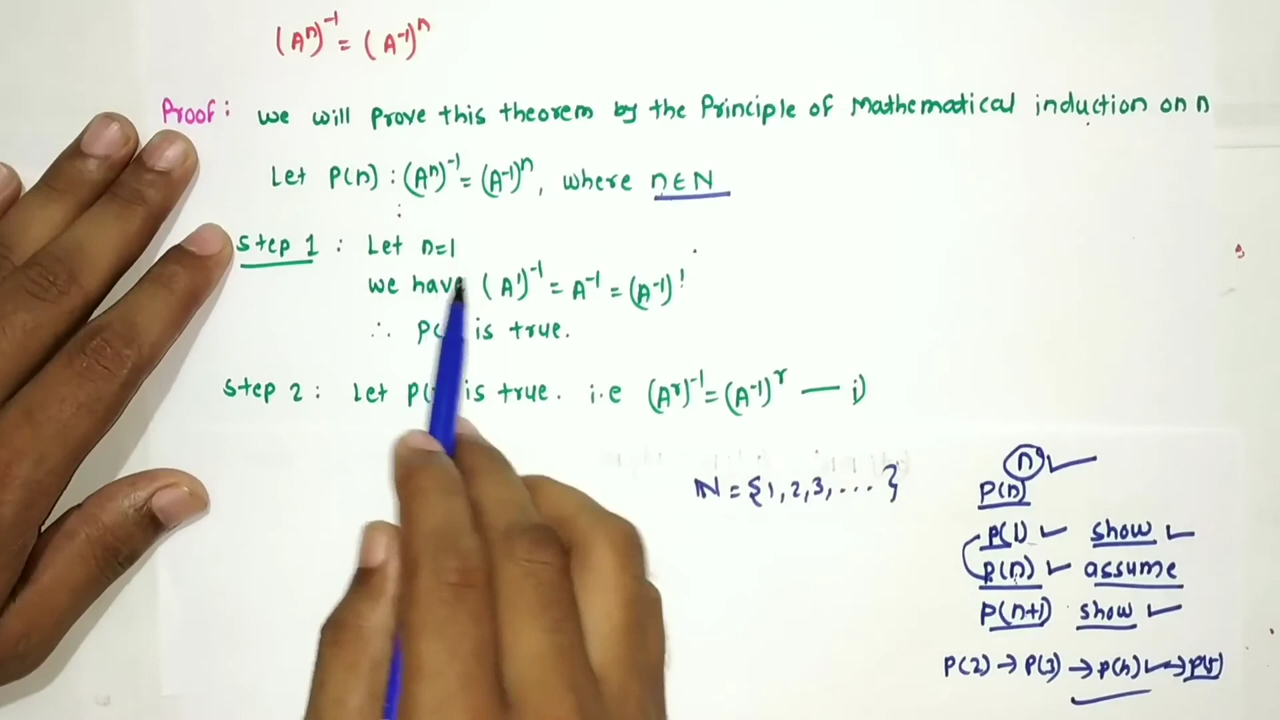 (Aⁿ)⁻¹ = (A⁻¹)ⁿ
Proof: we will prove this theorem by the Principle of Mathematical induction on n
Let P(n) : (Aⁿ)⁻¹ = (A⁻¹)ⁿ, where n∈N
Step 1 : Let n=1
we have (A¹)⁻¹ = A⁻¹ = (A⁻¹)¹
∴ P( is true.
Step 2 : Let P( is true. i.e (Aʳ)⁻¹ = (A⁻¹)ʳ — i)
N = {1,2,3,....}
n ✓
P(n)
P(1) ✓ show ✓
P(n) ✓ assume
P(n+1) show ✓
P(2) → P(3) → P(4) → P(5)